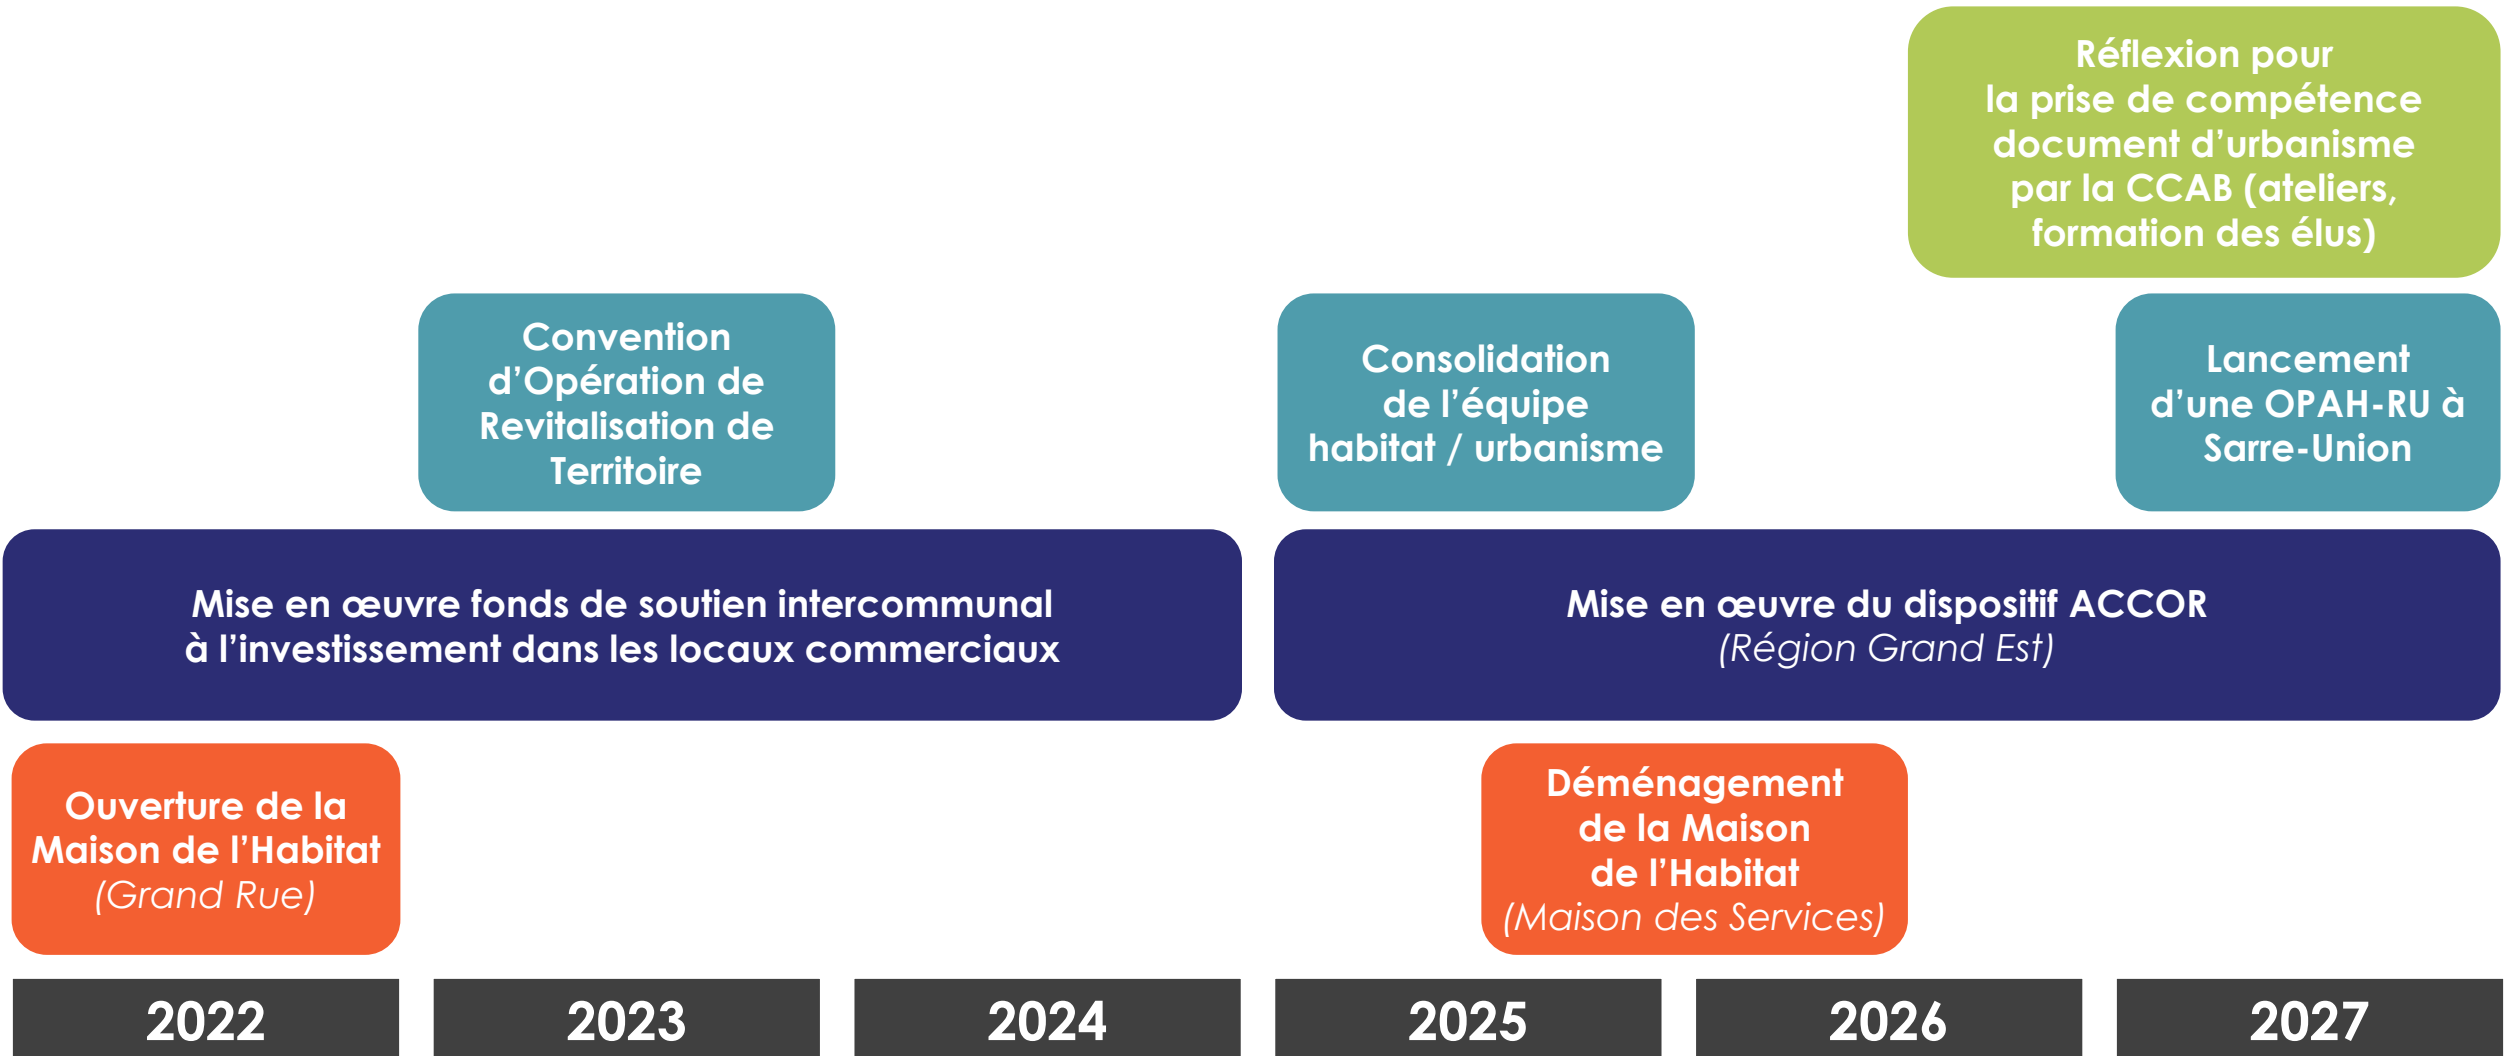 Réflexion pour
la prise de compétence
document d’urbanisme
par la CCAB (ateliers,
formation des élus)
Convention
d’Opération de
Revitalisation de
Territoire
Consolidation
de l’équipe
habitat / urbanisme
Lancement
d’une OPAH-RU à
Sarre-Union
Mise en œuvre fonds de soutien intercommunal
à l’investissement dans les locaux commerciaux
Mise en œuvre du dispositif ACCOR
(Région Grand Est)
Ouverture de la
Maison de l’Habitat
(Grand Rue)
Déménagement
de la Maison
de l’Habitat
(Maison des Services)
2022
2023
2024
2025
2026
2027